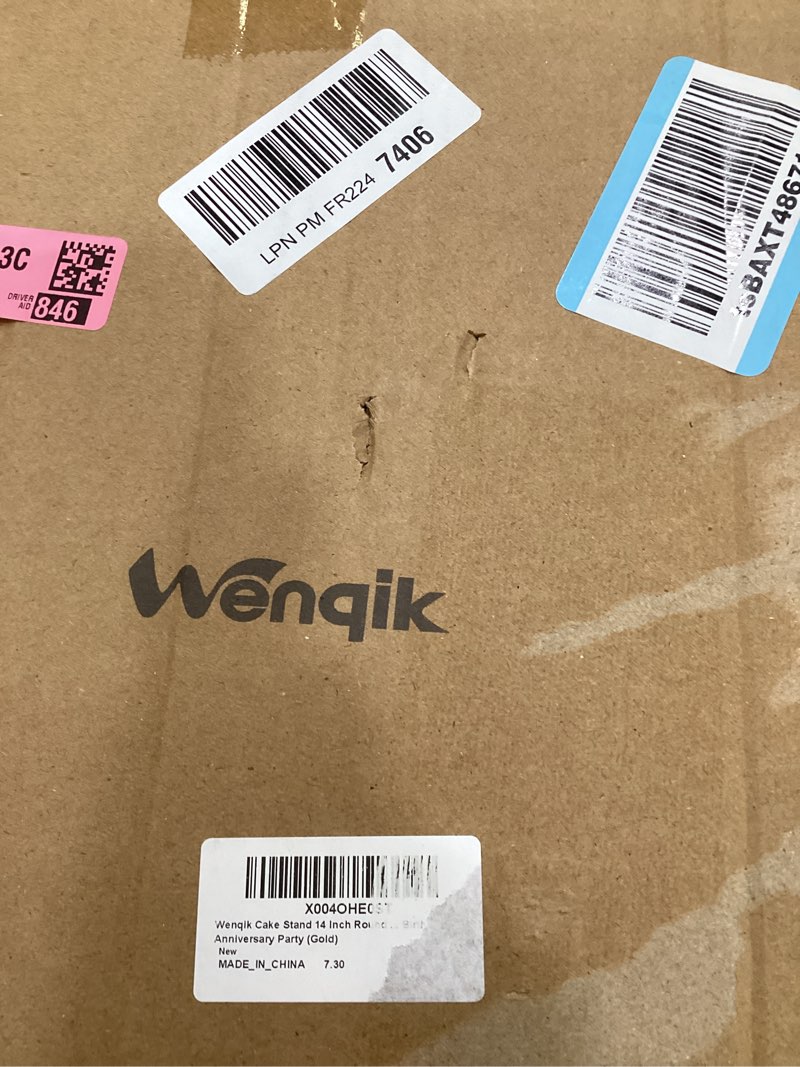 LPN PM FR224 7406
3C
DRIVER
AID 846
Wenqik
Wenqik Cake Stand 14 Inch
Anniversary Party (Gold)
New
MADE_IN_CHINA 7.30